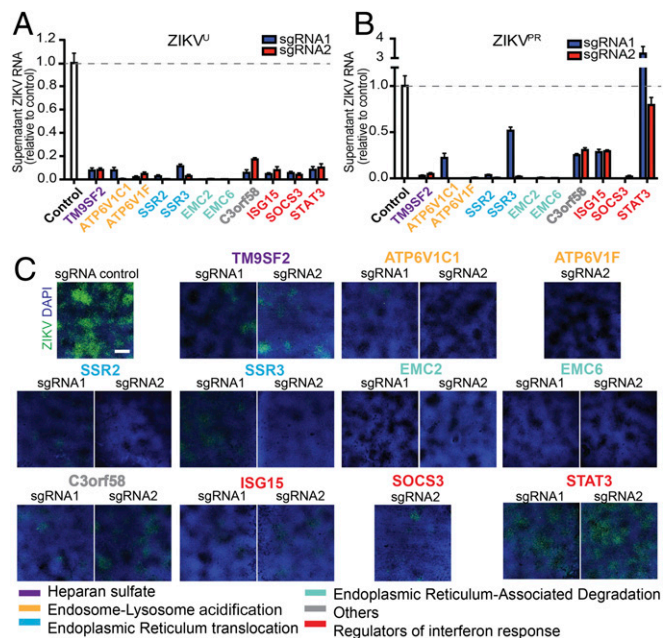 A
ZIKVU
sgRNA1
sgRNA2
Supernatant ZIKV RNA
(relative to control)
1.2
1.0
0.8
0.6
0.4
0.2
0.0
Control
TM9SF2
ATP6V1C1
ATP6V1F
SSR2
SSR3
EMC2
EMC6
C3orf58
ISG15
SOCS3
STAT3
B
ZIKVPR
sgRNA1
sgRNA2
Supernatant ZIKV RNA
(relative to control)
4
3
1.0
0.5
0.0
Control
TM9SF2
ATP6V1C1
ATP6V1F
SSR2
SSR3
EMC2
EMC6
C3orf58
ISG15
SOCS3
STAT3
C
sgRNA control
ZIKV DAPI
TM9SF2
sgRNA1 sgRNA2
ATP6V1C1
sgRNA1 sgRNA2
ATP6V1F
sgRNA2
SSR2
sgRNA1 sgRNA2
SSR3
sgRNA1 sgRNA2
EMC2
sgRNA1 sgRNA2
EMC6
sgRNA1 sgRNA2
C3orf58
sgRNA1 sgRNA2
ISG15
sgRNA1 sgRNA2
SOCS3
sgRNA2
STAT3
sgRNA1 sgRNA2
Heparan sulfate
Endosome-Lysosome acidification
Endoplasmic Reticulum translocation
Endoplasmic Reticulum-Associated Degradation
Others
Regulators of interferon response